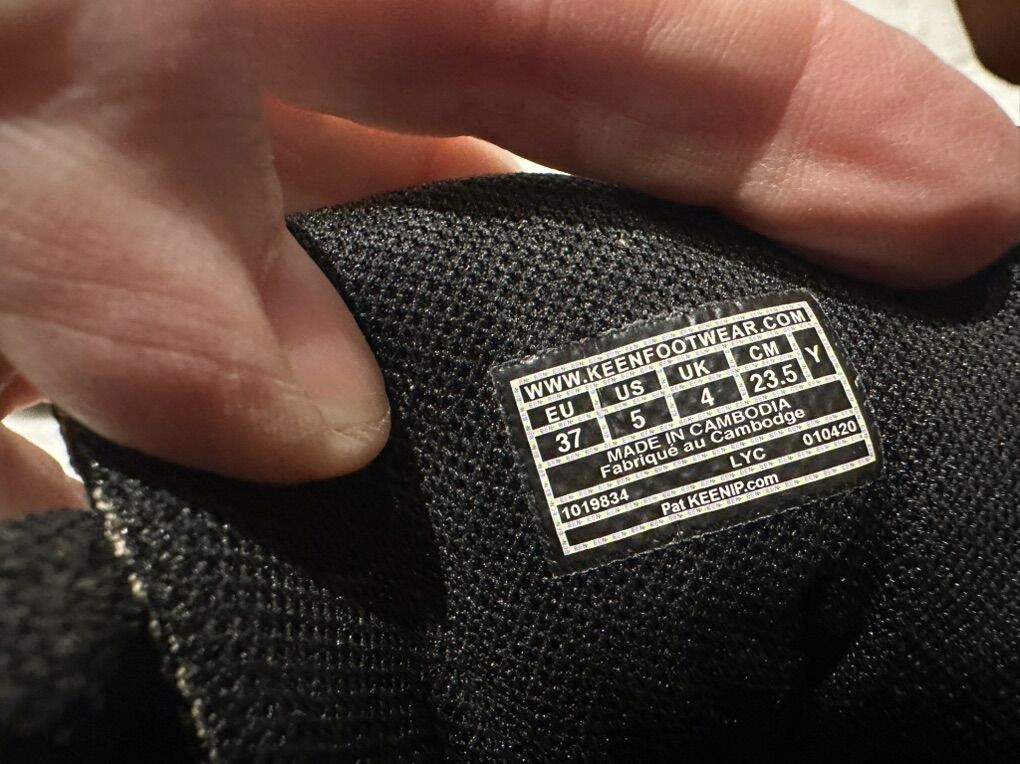 WWW.KEENFOOTWEAR.COM
EU US UK CM Y
37 5 4 23.5
MADE IN CAMBODIA
Fabriqué au Cambodge
LYC 010420
1019834
Pat KEENIP.com